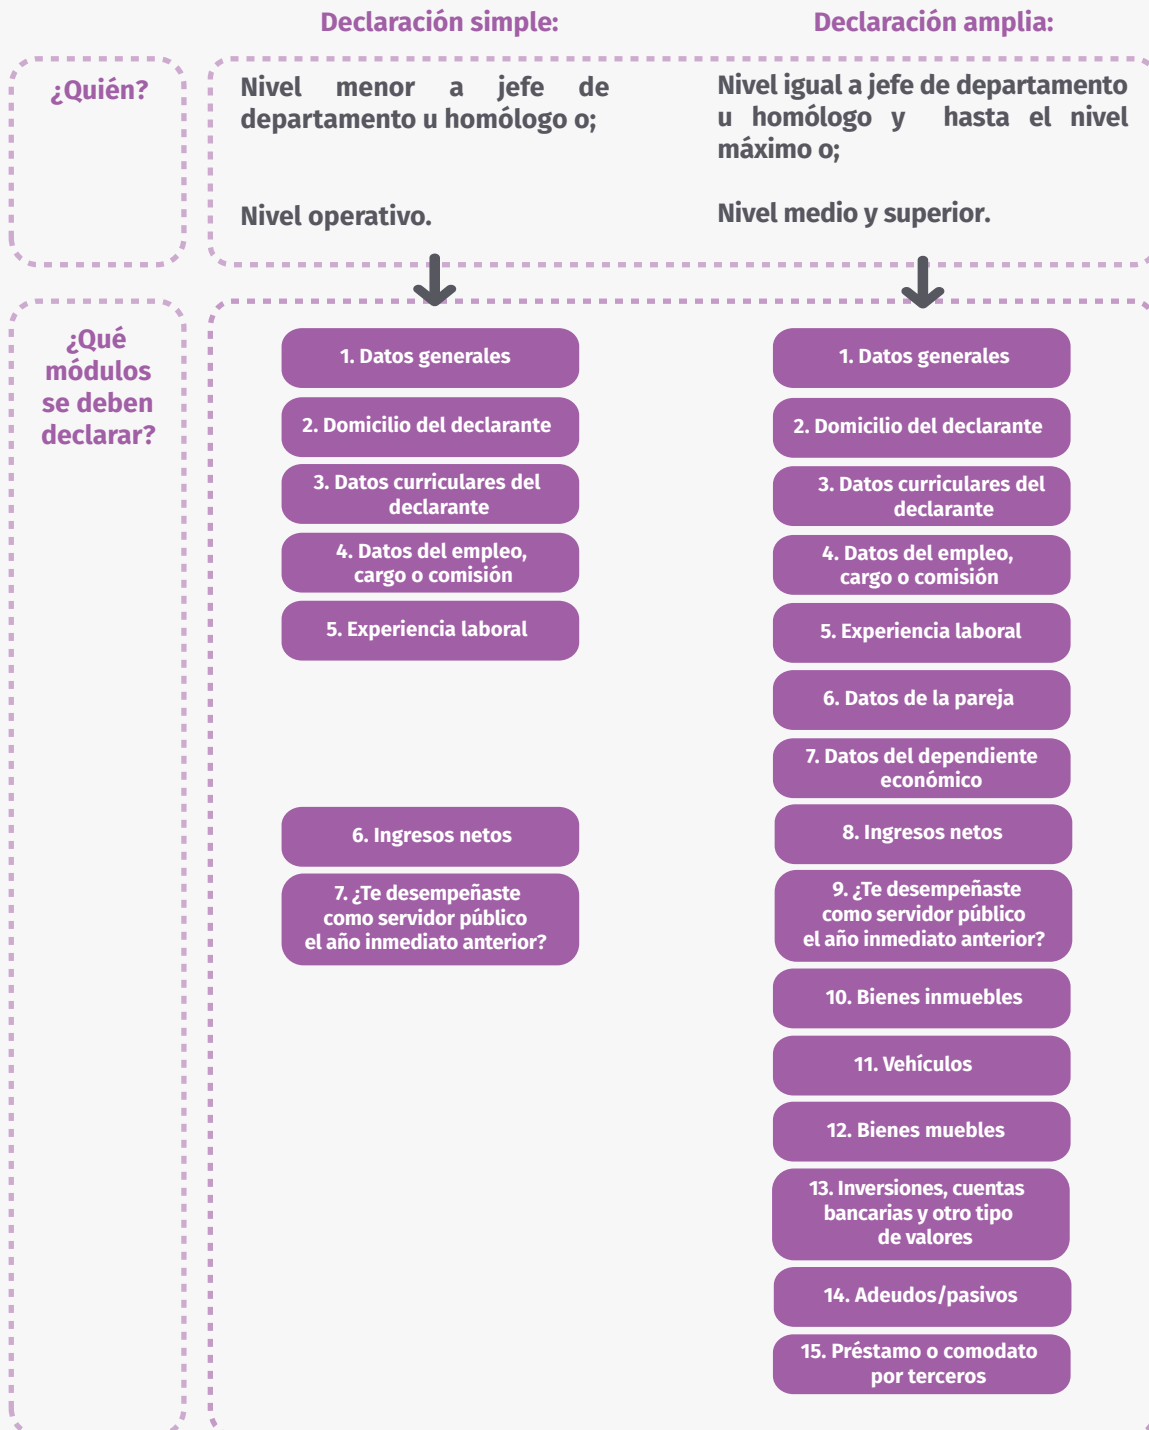 Declaración simple:
Declaración amplia:
¿Quién?
Nivel menor a jefe de
departamento u homólogo o;
Nivel operativo.
Nivel igual a jefe de departamento
u homólogo y hasta el nivel
máximo o;
Nivel medio y superior.
¿Qué
módulos
se deben
declarar?
1. Datos generales
2. Domicilio del declarante
3. Datos curriculares del
declarante
4. Datos del empleo,
cargo o comisión
5. Experiencia laboral
6. Ingresos netos
7. ¿Te desempeñaste
como servidor público
el año inmediato anterior?
1. Datos generales
2. Domicilio del declarante
3. Datos curriculares del
declarante
4. Datos del empleo,
cargo o comisión
5. Experiencia laboral
6. Datos de la pareja
7. Datos del dependiente
económico
8. Ingresos netos
9. ¿Te desempeñaste
como servidor público
el año inmediato anterior?
10. Bienes inmuebles
11. Vehículos
12. Bienes muebles
13. Inversiones, cuentas
bancarias y otro tipo
de valores
14. Adeudos/pasivos
15. Préstamo o comodato
por terceros